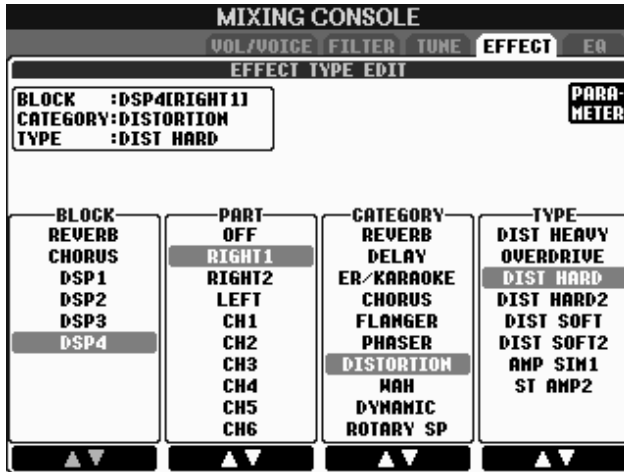 MIXING CONSOLE
VOL/VOICE FILTER TUNE EFFECT EQ
EFFECT TYPE EDIT
BLOCK :DSP4[RIGHT1]
CATEGORY:DISTORTION
TYPE :DIST HARD
PARA-
METER
BLOCK PART CATEGORY TYPE
REVERB OFF REVERB DIST HEAVY
CHORUS RIGHT1 DELAY OVERDRIVE
DSP1 RIGHT2 ER/KARAOKE DIST HARD
DSP2 LEFT CHORUS DIST HARD2
DSP3 CH1 FLANGER DIST SOFT
DSP4 CH2 PHASER DIST SOFT2
CH3 DISTORTION AMP SIM1
CH4 WAH ST AMP2
CH5 DYNAMIC
CH6 ROTARY SP